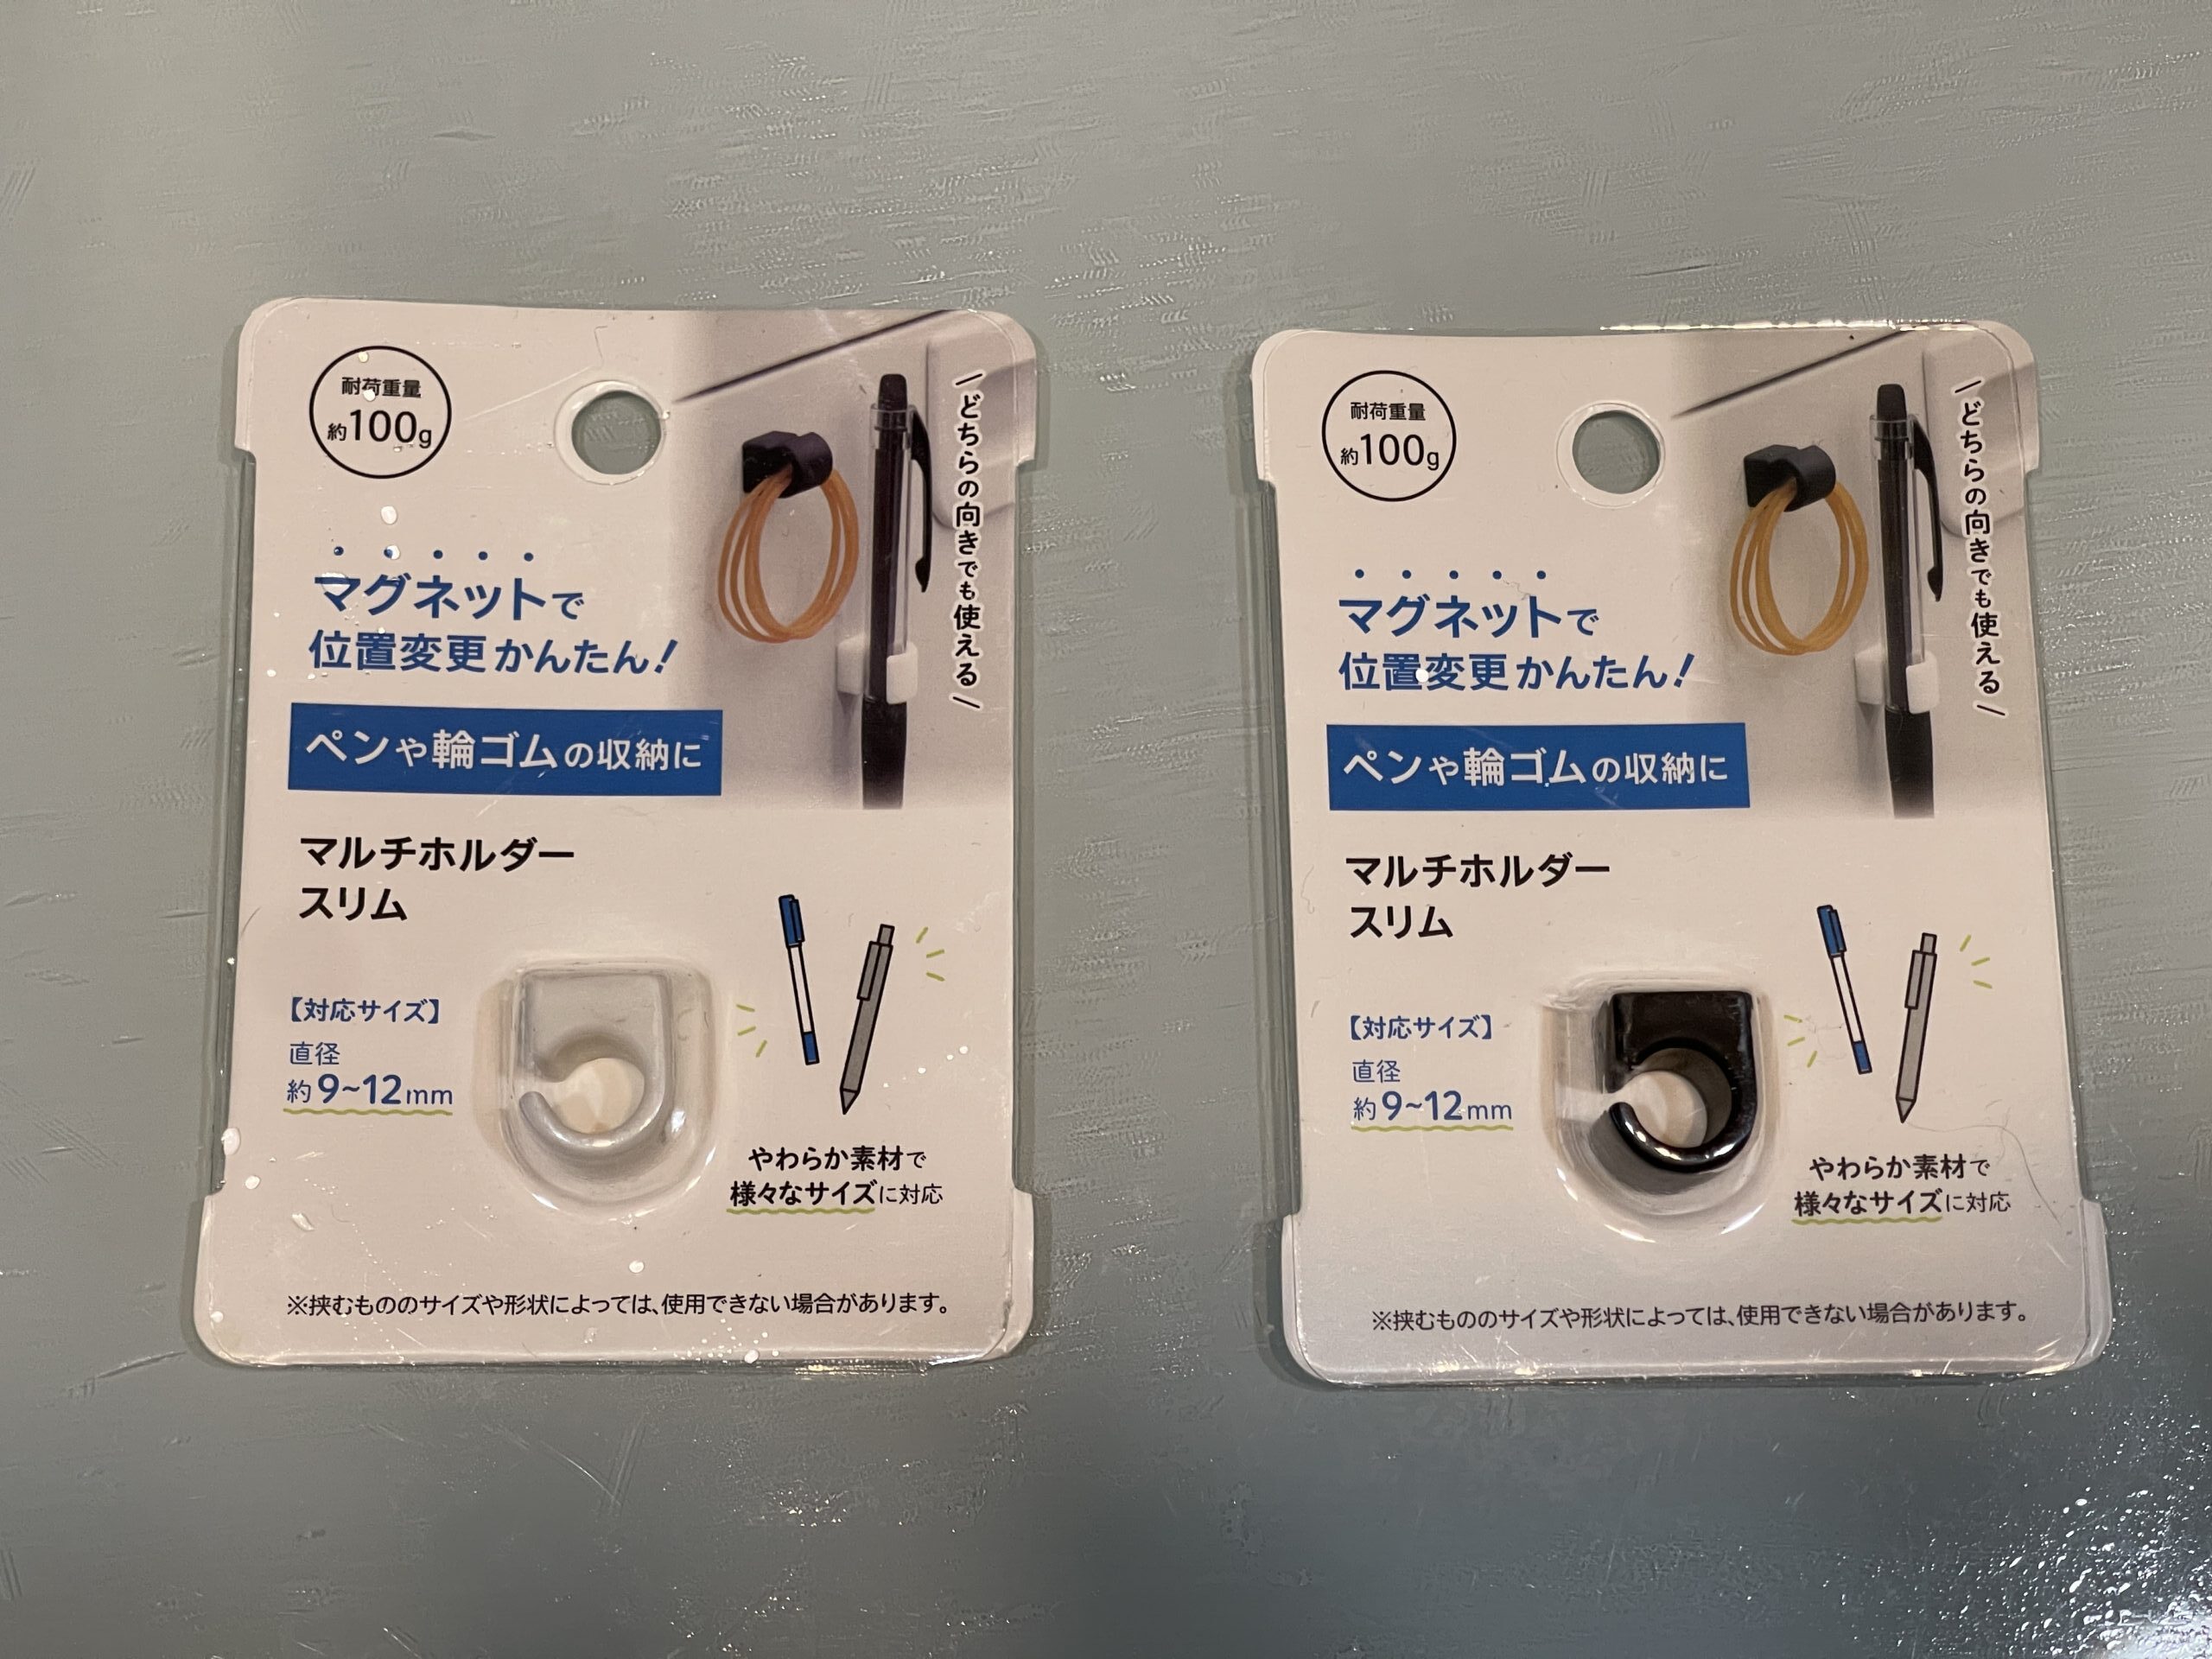 耐荷重量
約100g
どちらの向きでも使える
マグネットで
位置変更かんたん!
ペンや輪ゴムの収納に
マルチホルダー
スリム
【対応サイズ】
直径
約9~12mm
やわらか素材で
様々なサイズに対応
※挟むもののサイズや形状によっては、使用できない場合があります。
耐荷重量
約100g
どちらの向きでも使える
マグネットで
位置変更かんたん!
ペンや輪ゴムの収納に
マルチホルダー
スリム
【対応サイズ】
直径
約9~12mm
やわらか素材で
様々なサイズに対応
※挟むもののサイズや形状によっては、使用できない場合があります。